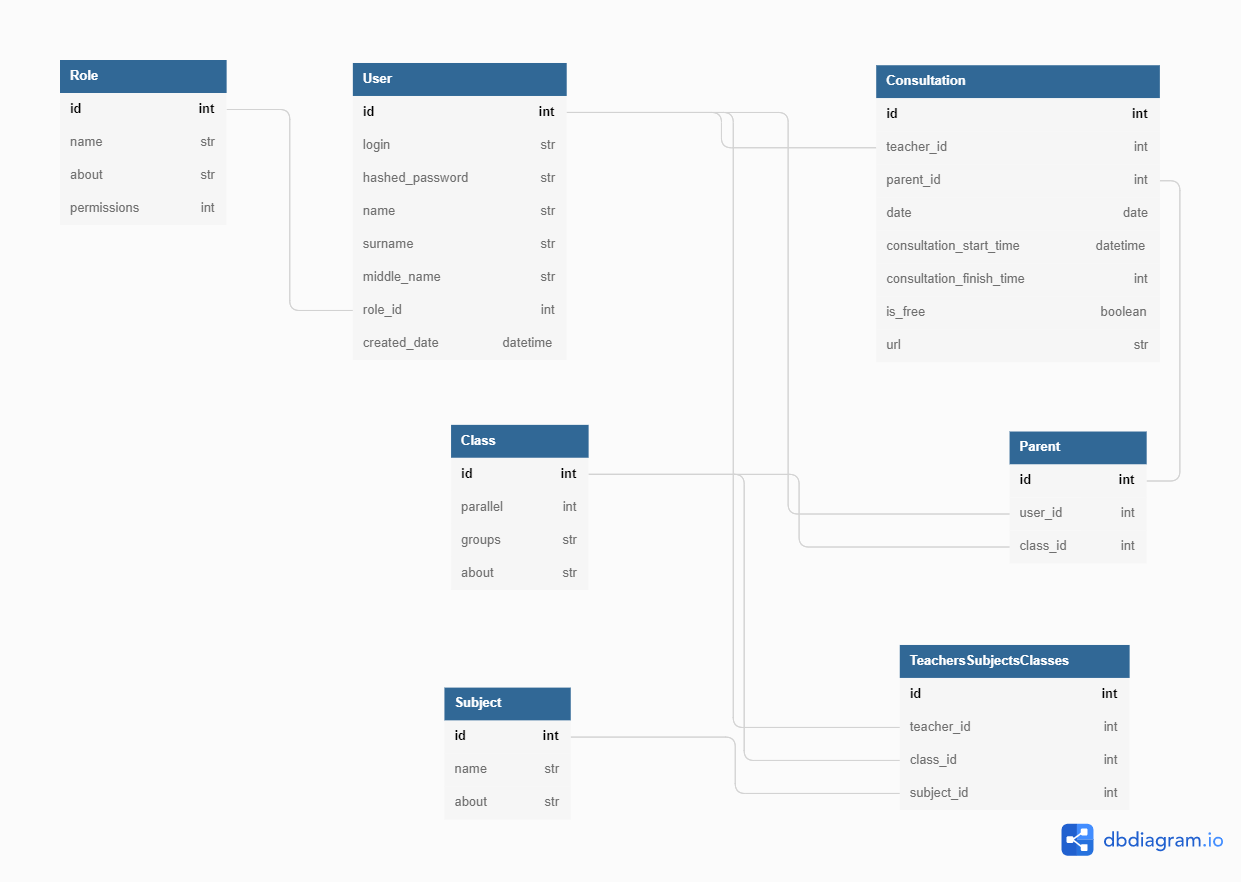 Role
id int
name str
about str
permissions int
User
id int
login str
hashed_password str
name str
surname str
middle_name str
role_id int
created_date datetime
Consultation
id int
teacher_id int
parent_id int
date date
consultation_start_time datetime
consultation_finish_time int
is_free boolean
url str
Class
id int
parallel int
groups str
about str
Parent
id int
user_id int
class_id int
Subject
id int
name str
about str
TeachersSubjectsClasses
id int
teacher_id int
class_id int
subject_id int
dbdiagram.io